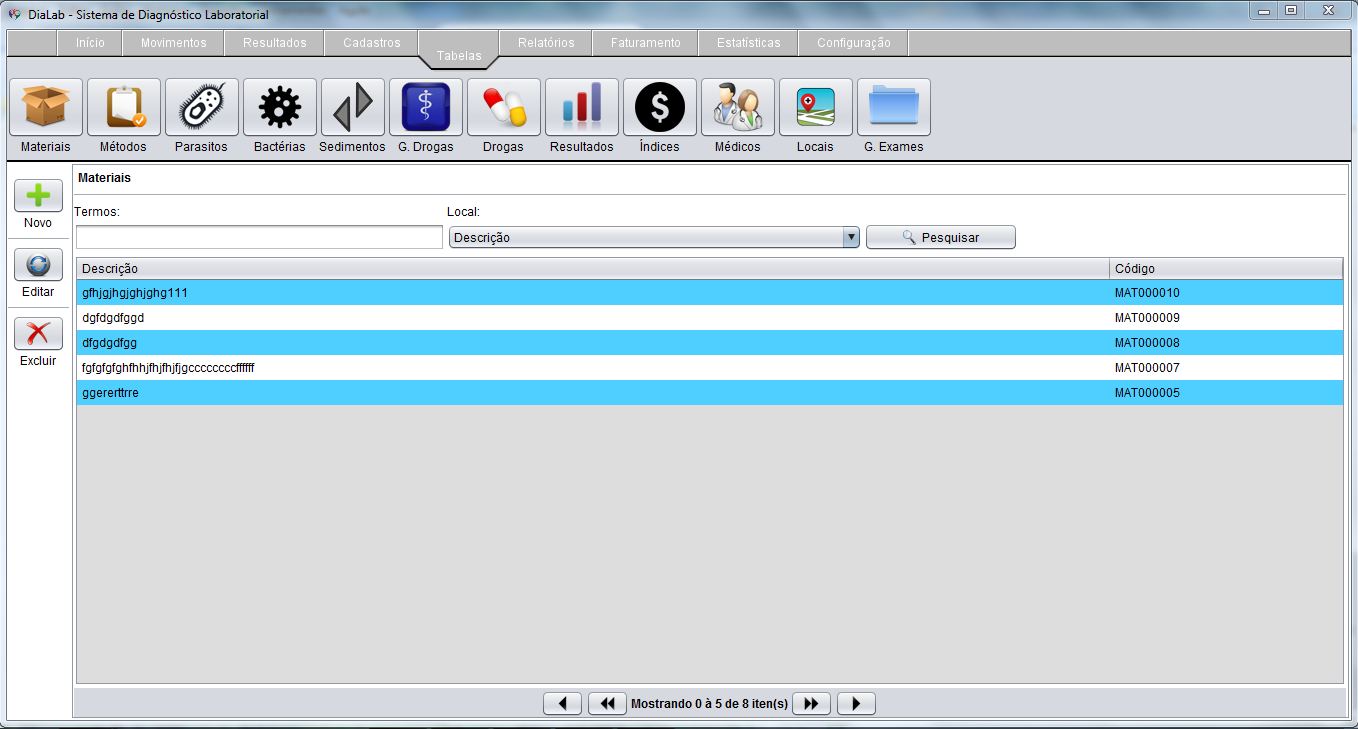 DiaLab - Sistema de Diagnóstico Laboratorial
Início Movimentos Resultados Cadastros Tabelas Relatórios Faturamento Estatísticas Configuração
Materiais Métodos Parasitos Bactérias Sedimentos G. Drogas Drogas Resultados Índices Médicos Locais G. Exames
Novo
Editar
Excluir
Materiais
Termos: Local:
Descrição Pesquisar
Descrição Código
gfhjgjhgjghjghg111 MAT000010
dgfdgdfggd MAT000009
dfgdgdfgg MAT000008
MAT000007
ggererttrre MAT000005
Mostrando 0 à 5 de 8 iten(s)